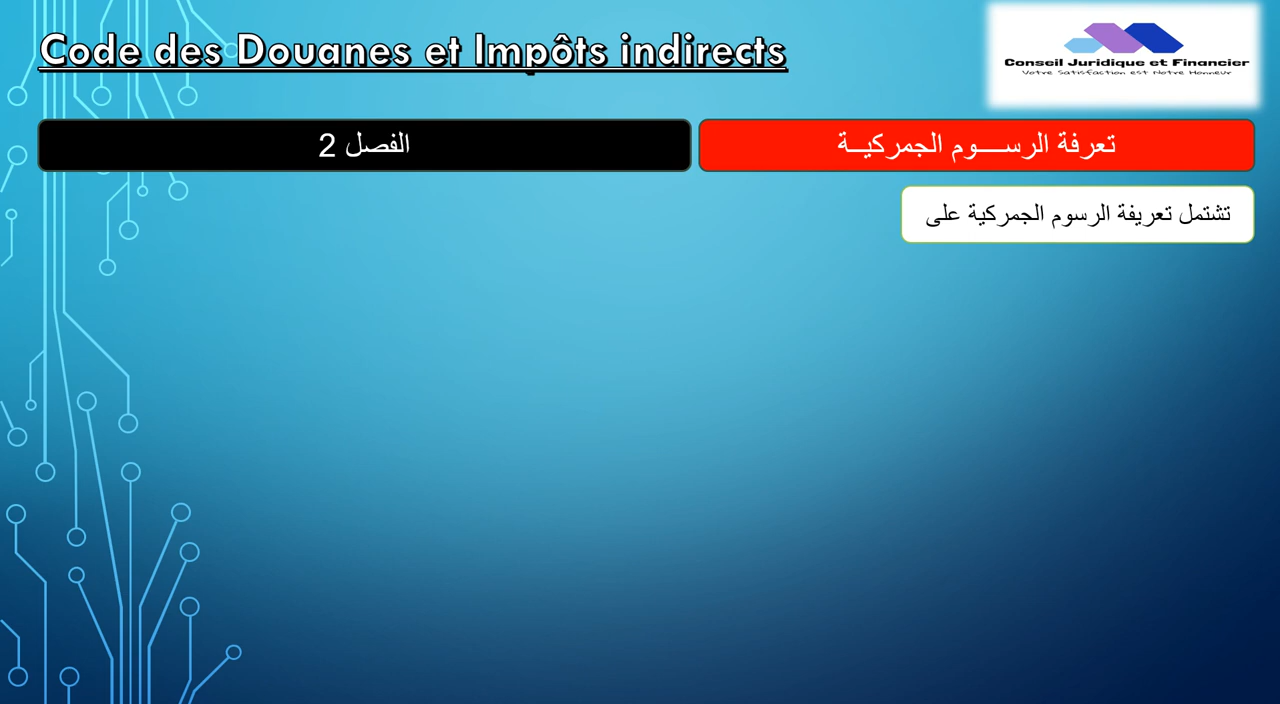 Code des Douanes et Impôts indirects
Conseil Juridique et Financier
Votre Satisfaction est Notre Honneur
تعرفة الرســـوم الجمركيــة
الفصل 2
تشتمل تعريفة الرسوم الجمركية على